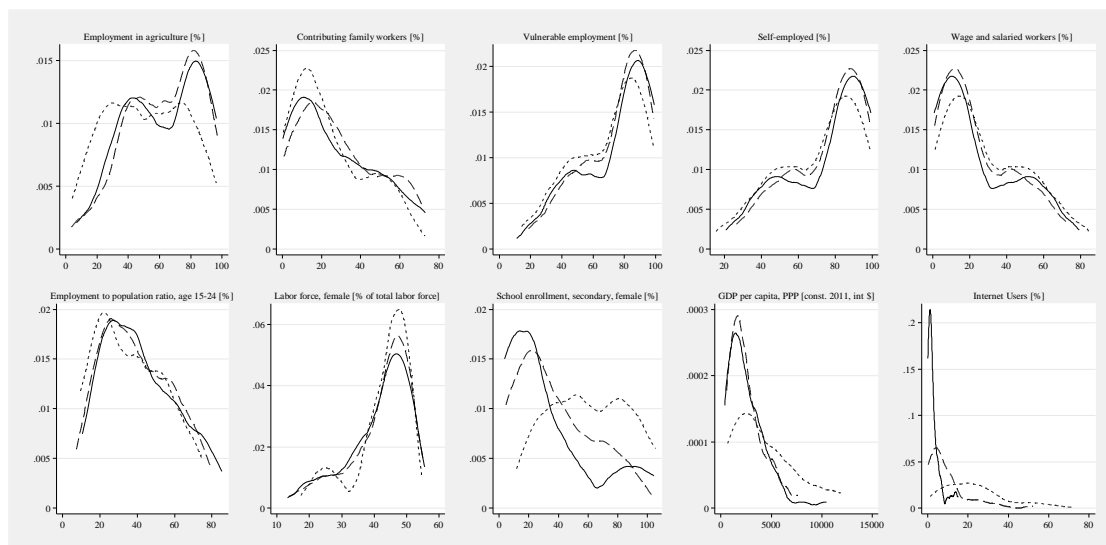 Employment in agriculture [%]
.015
.01
.005
0
0 20 40 60 80 100
Contributing family workers [%]
.025
.02
.015
.01
.005
0
0 20 40 60 80
Vulnerable employment [%]
.02
.015
.01
.005
0
0 20 40 60 80 100
Self-employed [%]
.025
.02
.015
.01
.005
0
20 40 60 80 100
Wage and salaried workers [%]
.025
.02
.015
.01
.005
0
0 20 40 60 80
Employment to population ratio, age 15-24 [%]
.02
.015
.01
.005
0
0 20 40 60 80
Labor force, female [% of total labor force]
.06
.04
.02
0
10 20 30 40 50 60
School enrollment, secondary, female [%]
.02
.015
.01
.005
0
0 20 40 60 80 100
GDP per capita, PPP [const. 2011, int $]
.0003
.0002
.0001
0
0 5000 10000 15000
Internet Users [%]
.2
.15
.1
.05
0
0 20 40 60 80